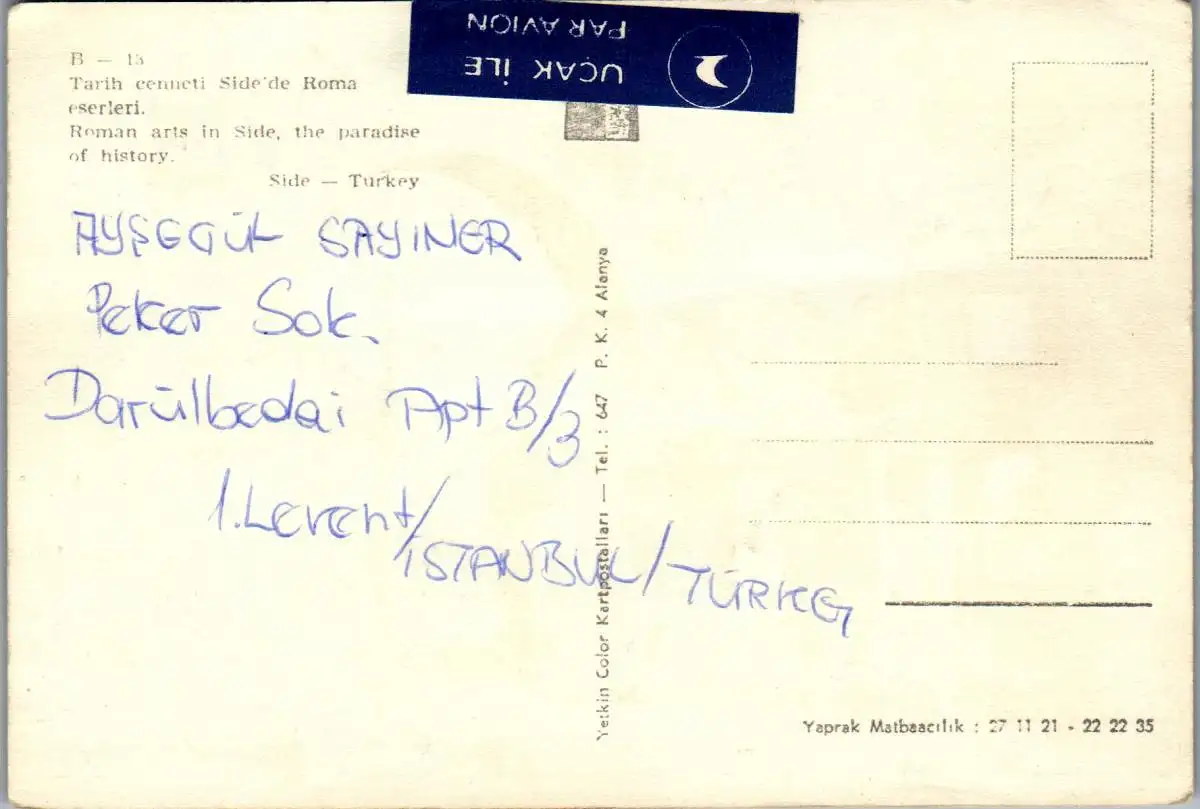 UÇAK İLE
PAR AVION
B — 13
Tarih cenneti Side'de Roma
eserleri.
Roman arts in Side, the paradise
of history.
Side — Turkey
AYŞEGÜL SAYINER
Peker Sok.
Darülbedai Apt B/3
1.Levent/
İSTANBUL/TÜRKEY
Yetkin Color Kartpostalları — Tel. : 647 P. K. 4 Alanya
Yaprak Matbaacılık : 27 11 21 - 22 22 35